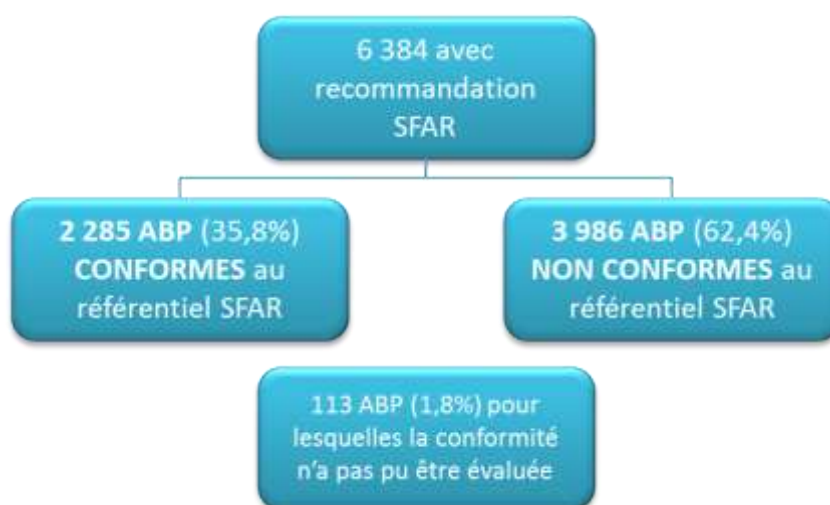 6 384 avec
recommandation
SFAR
2 285 ABP (35,8%)
CONFORMES au
référentiel SFAR
3 986 ABP (62,4%)
NON CONFORMES au
référentiel SFAR
113 ABP (1,8%) pour
lesquelles la conformité
n'a pas pu être évaluée